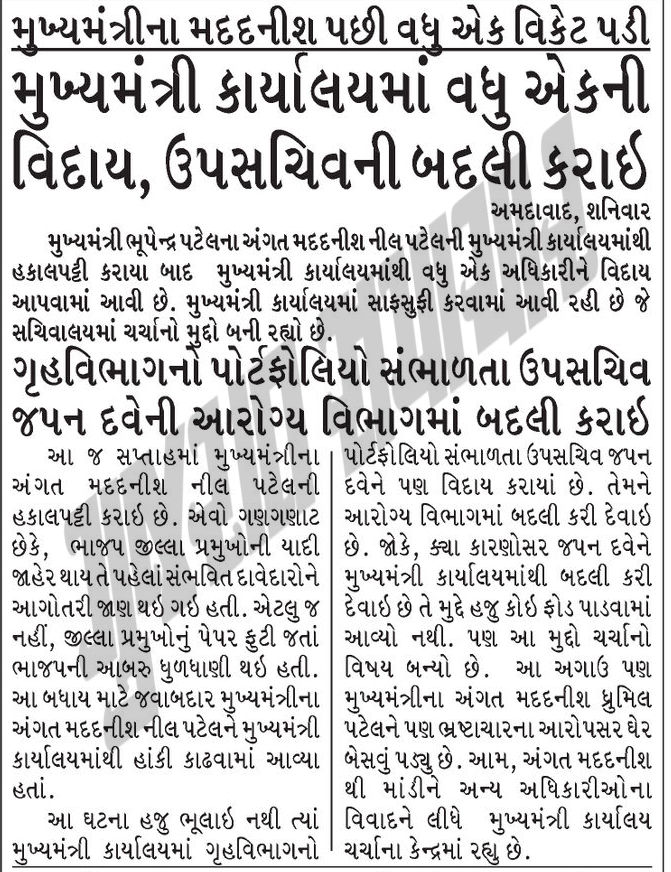 મુખ્યમંત્રીના મદદનીશ પછી વધુ એક વિકેટ પડી
મુખ્યમંત્રી કાર્યાલયમાં વધુ એકની
વિદાય, ઉપસચિવની બદલી કરાઇ
અમદાવાદ, શનિવાર
મુખ્યમંત્રી ભૂપેન્દ્ર પટેલના અંગત મદદનીશ નીલ પટેલની મુખ્યમંત્રી કાર્યાલયમાંથી
હકાલપટ્ટી કરાયા બાદ મુખ્યમંત્રી કાર્યાલયમાંથી વધુ એક અધિકારીને વિદાય
આપવામાં આવી છે. મુખ્યમંત્રી કાર્યાલયમાં સાફસુફી કરવામાં આવી રહી છે જે
સચિવાલયમાં ચર્ચાનો મુદ્દો બની રહ્યો છે.
ગૃહવિભાગનો પોર્ટફોલિયો સંભાળતા ઉપસચિવ
જપન દવેની આરોગ્ય વિભાગમાં બદલી કરાઇ
આ જ સપ્તાહમાં મુખ્યમંત્રીના
અંગત મદદનીશ નીલ પટેલની
હકાલપટ્ટી કરાઇ છે. એવો ગણગણાટ
છેકે, ભાજપ જીલ્લા પ્રમુખોની યાદી
જાહેર થાય તે પહેલાં સંભવિત દાવેદારોને
આગોતરી જાણ થઇ ગઇ હતી. એટલુ જ
નહીં, જીલ્લા પ્રમુખોનું પેપર ફુટી જતાં
ભાજપની આબરુ ધુળધાણી થઇ હતી.
આ બધાય માટે જવાબદાર મુખ્યમંત્રીના
અંગત મદદનીશ નીલ પટેલને મુખ્યમંત્રી
કાર્યાલયમાંથી હાંકી કાઢવામાં આવ્યા
હતાં.
આ ઘટના હજુ ભૂલાઇ નથી ત્યાં
મુખ્યમંત્રી કાર્યાલયમાં ગૃહવિભાગનો
પોર્ટફોલિયો સંભાળતા ઉપસચિવ જપન
દવેને પણ વિદાય કરાયાં છે. તેમને
આરોગ્ય વિભાગમાં બદલી કરી દેવાઇ
છે. જોકે, ક્યા કારણોસર જપન દવેને
મુખ્યમંત્રી કાર્યાલયમાંથી બદલી કરી
દેવાઇ છે તે મુદ્દે હજુ કોઇ ફોડ પાડવામાં
આવ્યો નથી. પણ આ મુદ્દો ચર્ચાનો
વિષય બન્યો છે. આ અગાઉ પણ
મુખ્યમંત્રીના અંગત મદદનીશ ધ્રુમિલ
પટેલને પણ ભ્રષ્ટાચારના આરોપસર ઘેર
બેસવું પડ્યુ છે. આમ, અંગત મદદનીશ
થી માંડીને અન્ય અધિકારીઓના
વિવાદને લીધે મુખ્યમંત્રી કાર્યાલય
ચર્ચાના કેન્દ્રમાં રહ્યુ છે.
ગુજરાત સમાચાર